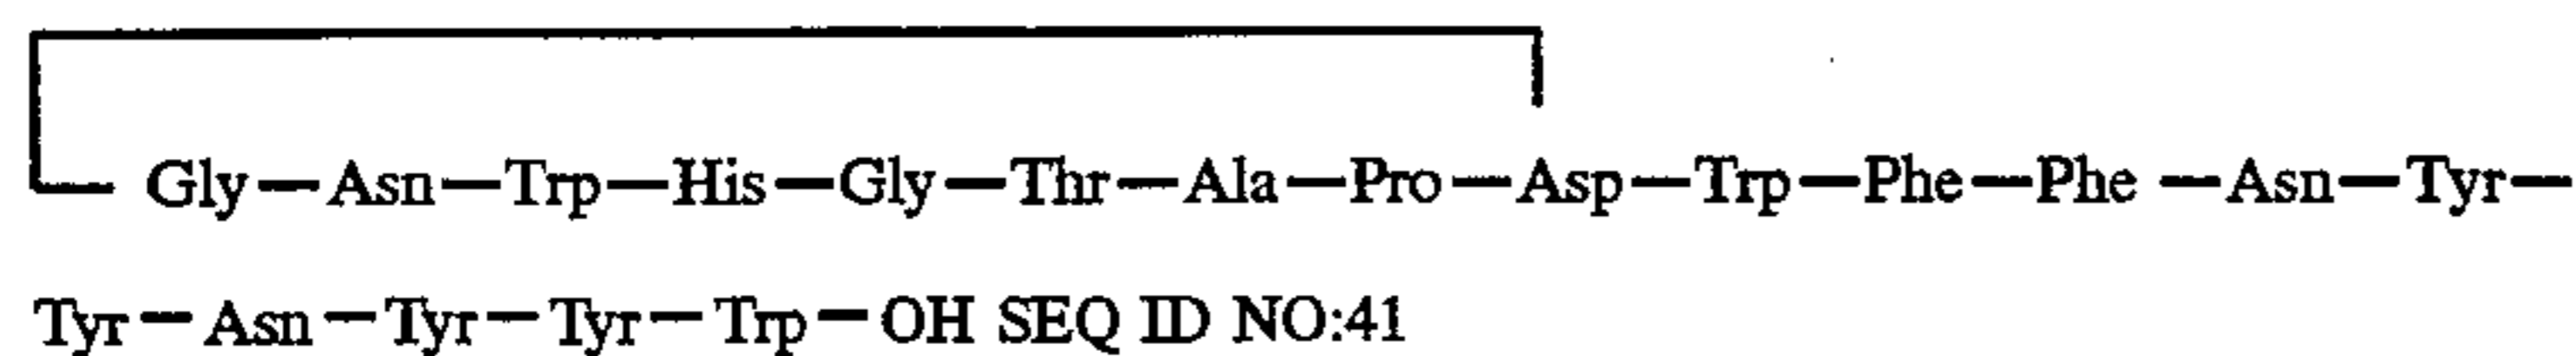 Gly—Asn—Trp—His—Gly—Thr—Ala—Pro—Asp—Trp—Phe—Phe—Asn—Tyr—
Tyr—Asn—Tyr—Tyr—Trp—OH SEQ ID NO:41